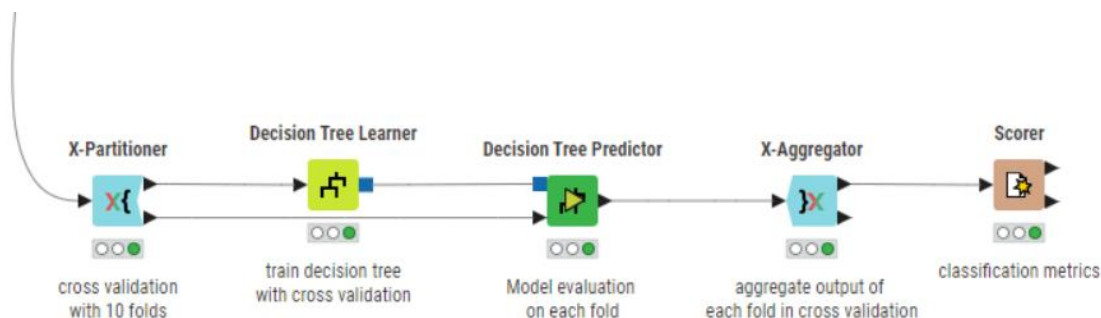 X-Partitioner
Decision Tree Learner
Decision Tree Predictor
X-Aggregator
Scorer
X{
}X
cross validation
with 10 folds
train decision tree
with cross validation
Model evaluation
on each fold
aggregate output of
each fold in cross validation
classification metrics